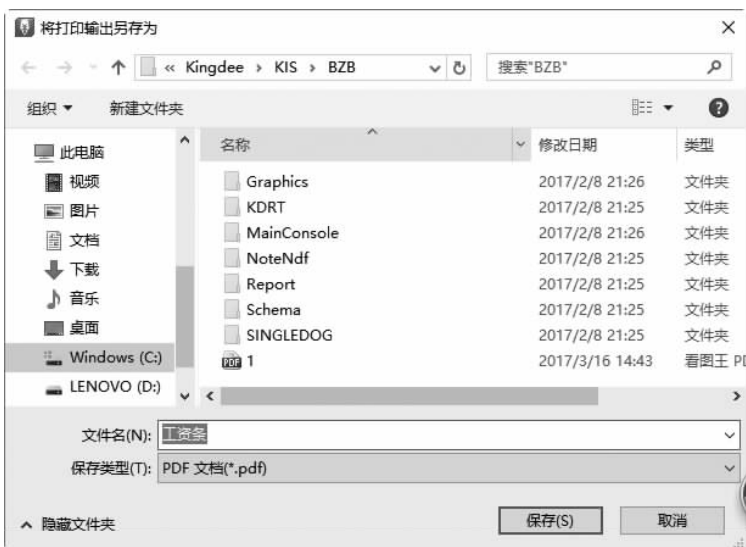 将打印输出另存为
« Kingdee › KIS › BZB 搜索"BZB"
组织 新建文件夹
名称 修改日期 类型
此电脑
视频
图片
文档
下载
音乐
桌面
Windows (C:)
LENOVO (D:)
Graphics 2017/2/8 21:26 文件夹
KDRT 2017/2/8 21:25 文件夹
MainConsole 2017/2/8 21:26 文件夹
NoteNdf 2017/2/8 21:25 文件夹
Report 2017/2/8 21:25 文件夹
Schema 2017/2/8 21:25 文件夹
SINGLEDOG 2017/2/8 21:25 文件夹
PDF 1 2017/3/16 14:43 看图王 PD
文件名(N): 工资条
保存类型(T): PDF 文档(*.pdf)
隐藏文件夹 保存(S) 取消